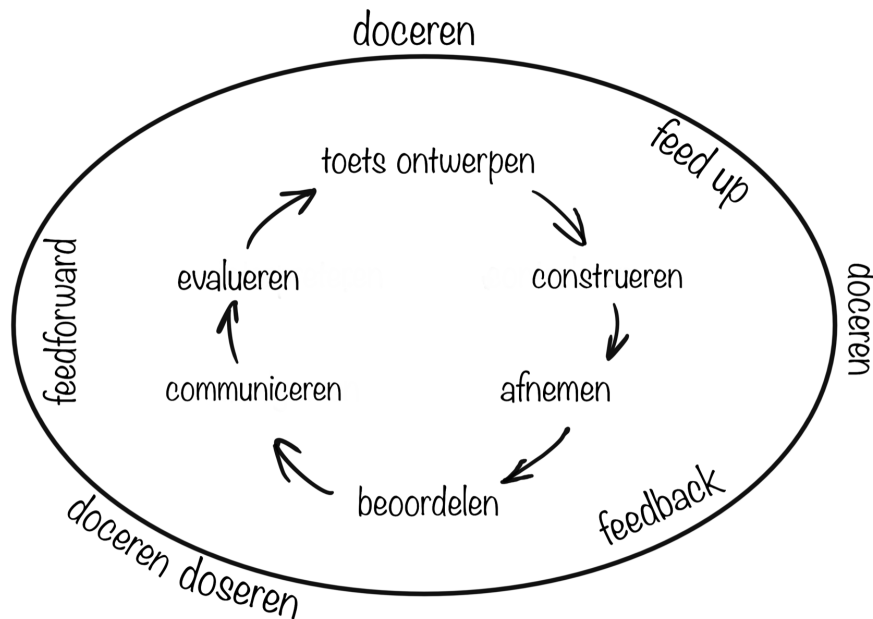 doceren
feed up
toets ontwerpen
evalueren
construeren
feedforward
doceren
communiceren
afnemen
beoordelen
feedback
doceren doseren